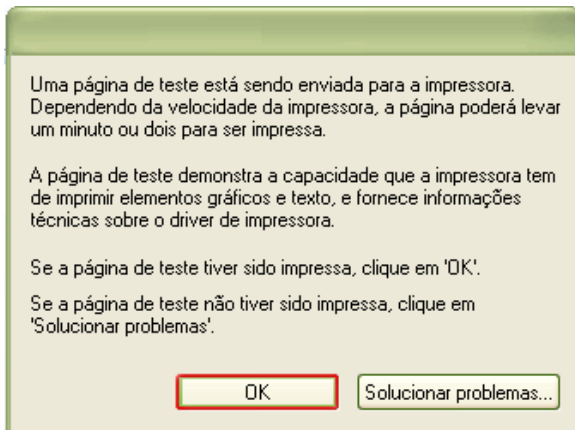 Uma página de teste está sendo enviada para a impressora.
Dependendo da velocidade da impressora, a página poderá levar
um minuto ou dois para ser impressa.
A página de teste demonstra a capacidade que a impressora tem
de imprimir elementos gráficos e texto, e fornece informações
técnicas sobre o driver de impressora.
Se a página de teste tiver sido impressa, clique em 'OK'.
Se a página de teste não tiver sido impressa, clique em
'Solucionar problemas'.
OK
Solucionar problemas...